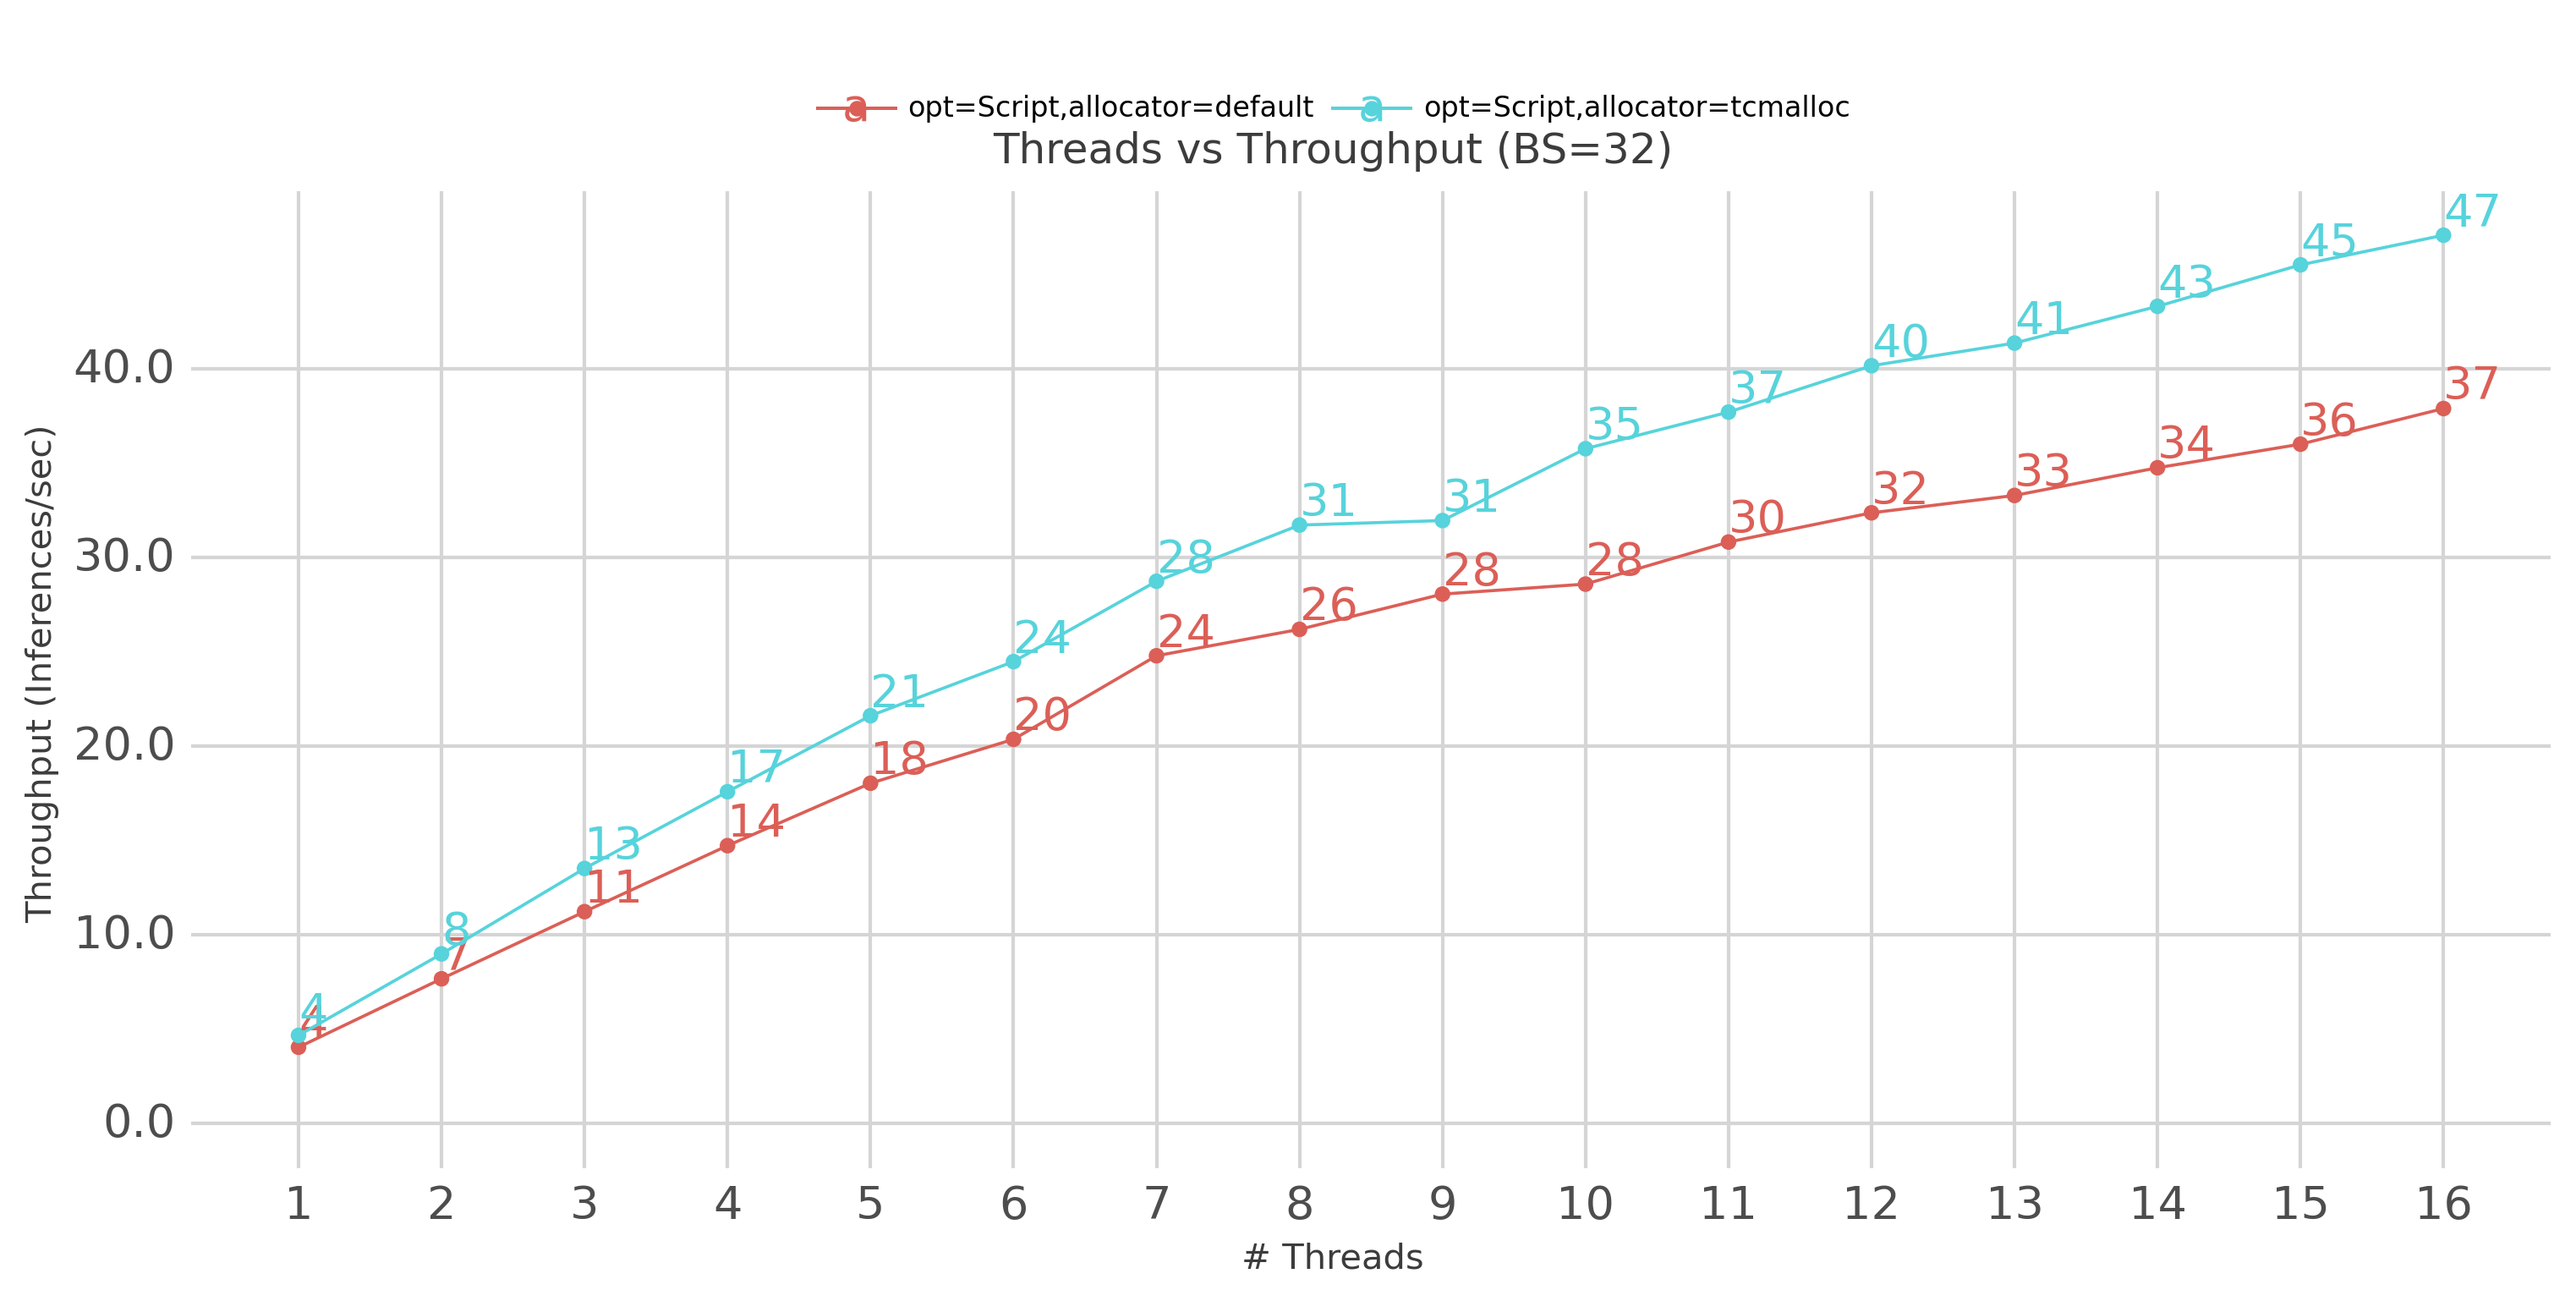 a opt=Script,allocator=default a opt=Script,allocator=tcmalloc
Threads vs Throughput (BS=32)
Throughput (Inferences/sec)
40.0
30.0
20.0
10.0
0.0
4 8 13 17 21 24 28 31 31 35 37 40 41 43 45 47
4 7 11 14 18 20 24 26 28 28 30 32 33 34 36 37
1 2 3 4 5 6 7 8 9 10 11 12 13 14 15 16
# Threads